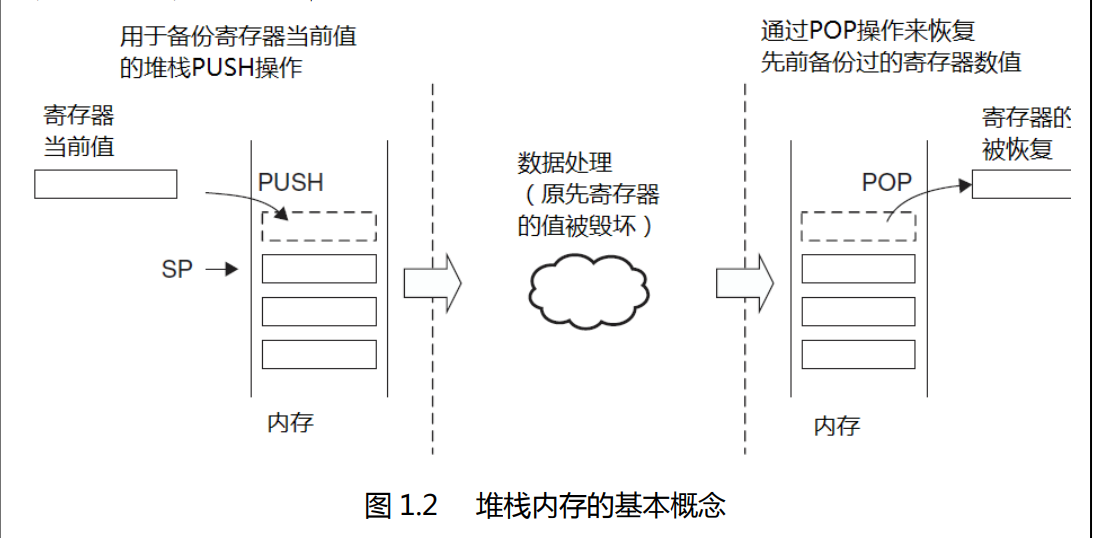 用于备份寄存器当前值
的堆栈PUSH操作
通过POP操作来恢复
先前备份过的寄存器数值
寄存器
当前值
寄存器的
被恢复
PUSH
数据处理
（原先寄存器
的值被毁坏）
POP
SP
内存
内存
图 1.2 堆栈内存的基本概念